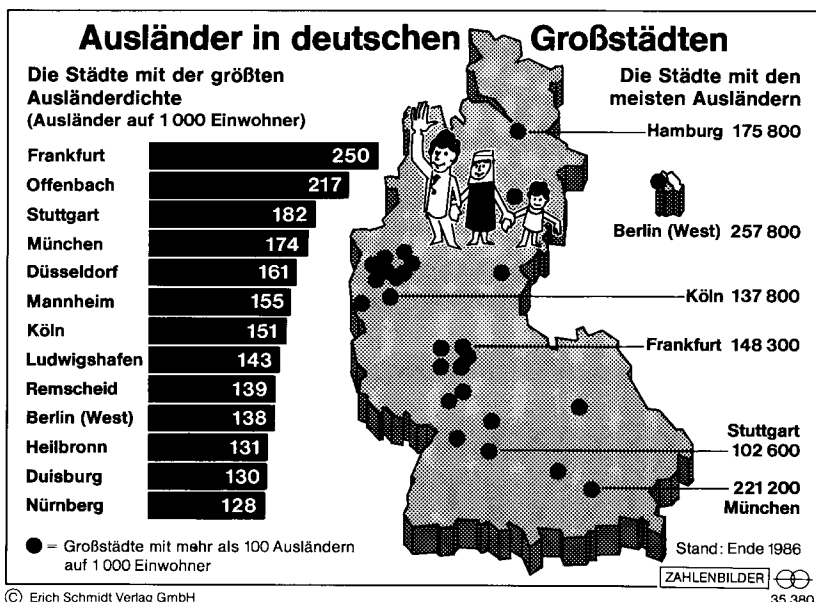 Ausländer in deutschen Großstädten
Die Städte mit der größten
Ausländerdichte
(Ausländer auf 1 000 Einwohner)
Frankfurt 250
Offenbach 217
Stuttgart 182
München 174
Düsseldorf 161
Mannheim 155
Köln 151
Ludwigshafen 143
Remscheid 139
Berlin (West) 138
Heilbronn 131
Duisburg 130
Nürnberg 128
● = Großstädte mit mehr als 100 Ausländern
auf 1 000 Einwohner
Die Städte mit den
meisten Ausländern
Hamburg 175 800
Berlin (West) 257 800
Köln 137 800
Frankfurt 148 300
Stuttgart
102 600
221 200
München
Stand: Ende 1986
ZAHLENBILDER
© Erich Schmidt Verlag GmbH
35 380